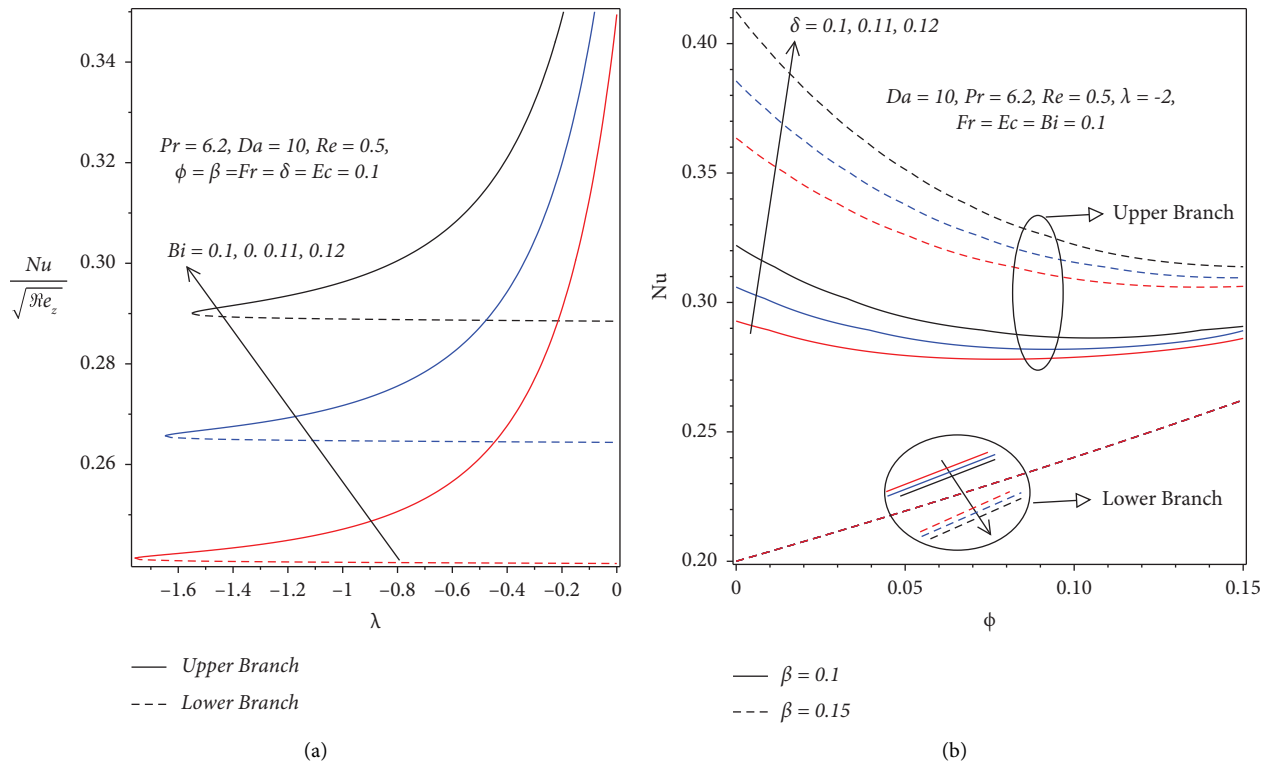 0.34
0.32
0.30
0.28
0.26
Nu
√ℜe_z
Pr = 6.2, Da = 10, Re = 0.5,
ϕ = β =Fr = δ = Ec = 0.1
Bi = 0.1, 0. 0.11, 0.12
−1.6 −1.4 −1.2 −1 −0.8 −0.6 −0.4 −0.2 0
λ
Upper Branch
Lower Branch
(a)
0.40
0.35
0.30
0.25
0.20
Nu
δ = 0.1, 0.11, 0.12
Da = 10, Pr = 6.2, Re = 0.5, λ = -2,
Fr = Ec = Bi = 0.1
Upper Branch
Lower Branch
0 0.05 0.10 0.15
ϕ
β = 0.1
β = 0.15
(b)